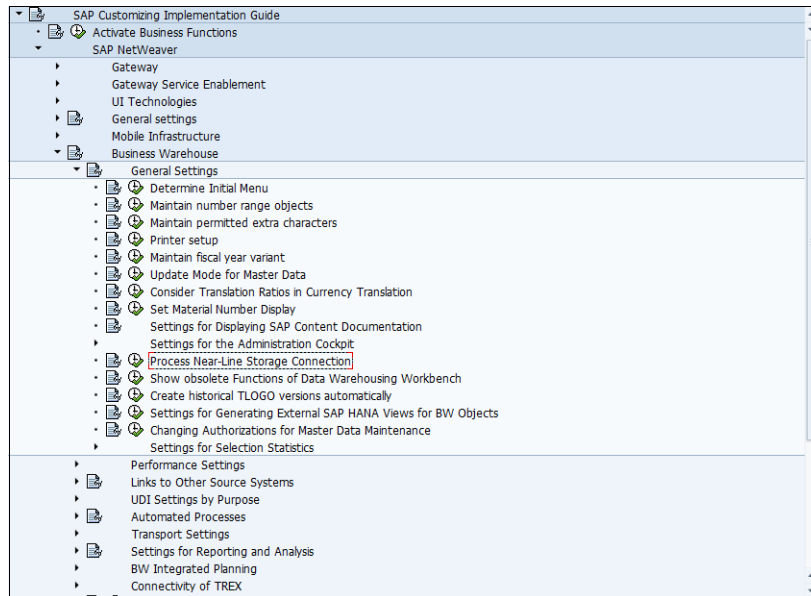 SAP Customizing Implementation Guide
Activate Business Functions
SAP NetWeaver
Gateway
Gateway Service Enablement
UI Technologies
General settings
Mobile Infrastructure
Business Warehouse
General Settings
Determine Initial Menu
Maintain number range objects
Maintain permitted extra characters
Printer setup
Maintain fiscal year variant
Update Mode for Master Data
Consider Translation Ratios in Currency Translation
Set Material Number Display
Settings for Displaying SAP Content Documentation
Settings for the Administration Cockpit
Process Near-Line Storage Connection
Show obsolete Functions of Data Warehousing Workbench
Create historical TLOGO versions automatically
Settings for Generating External SAP HANA Views for BW Objects
Changing Authorizations for Master Data Maintenance
Settings for Selection Statistics
Performance Settings
Links to Other Source Systems
UDI Settings by Purpose
Automated Processes
Transport Settings
Settings for Reporting and Analysis
BW Integrated Planning
Connectivity of TREX